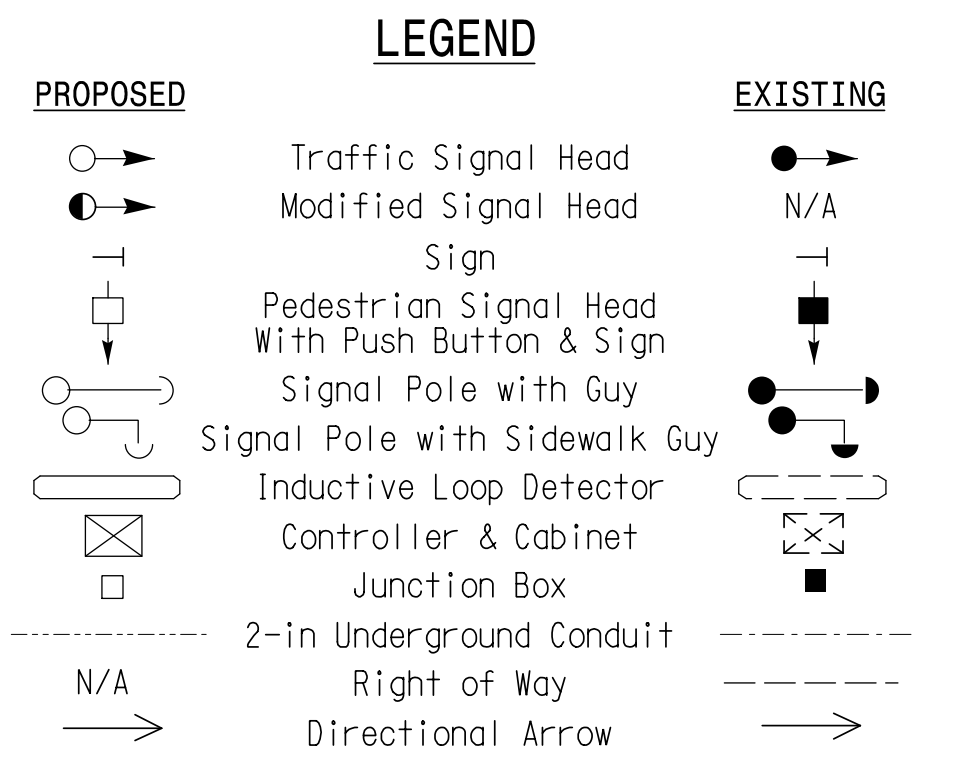 LEGEND
PROPOSED EXISTING
Traffic Signal Head
Modified Signal Head N/A
Sign
Pedestrian Signal Head
With Push Button & Sign
Signal Pole with Guy
Signal Pole with Sidewalk Guy
Inductive Loop Detector
Controller & Cabinet
Junction Box
2-in Underground Conduit
N/A Right of Way
Directional Arrow